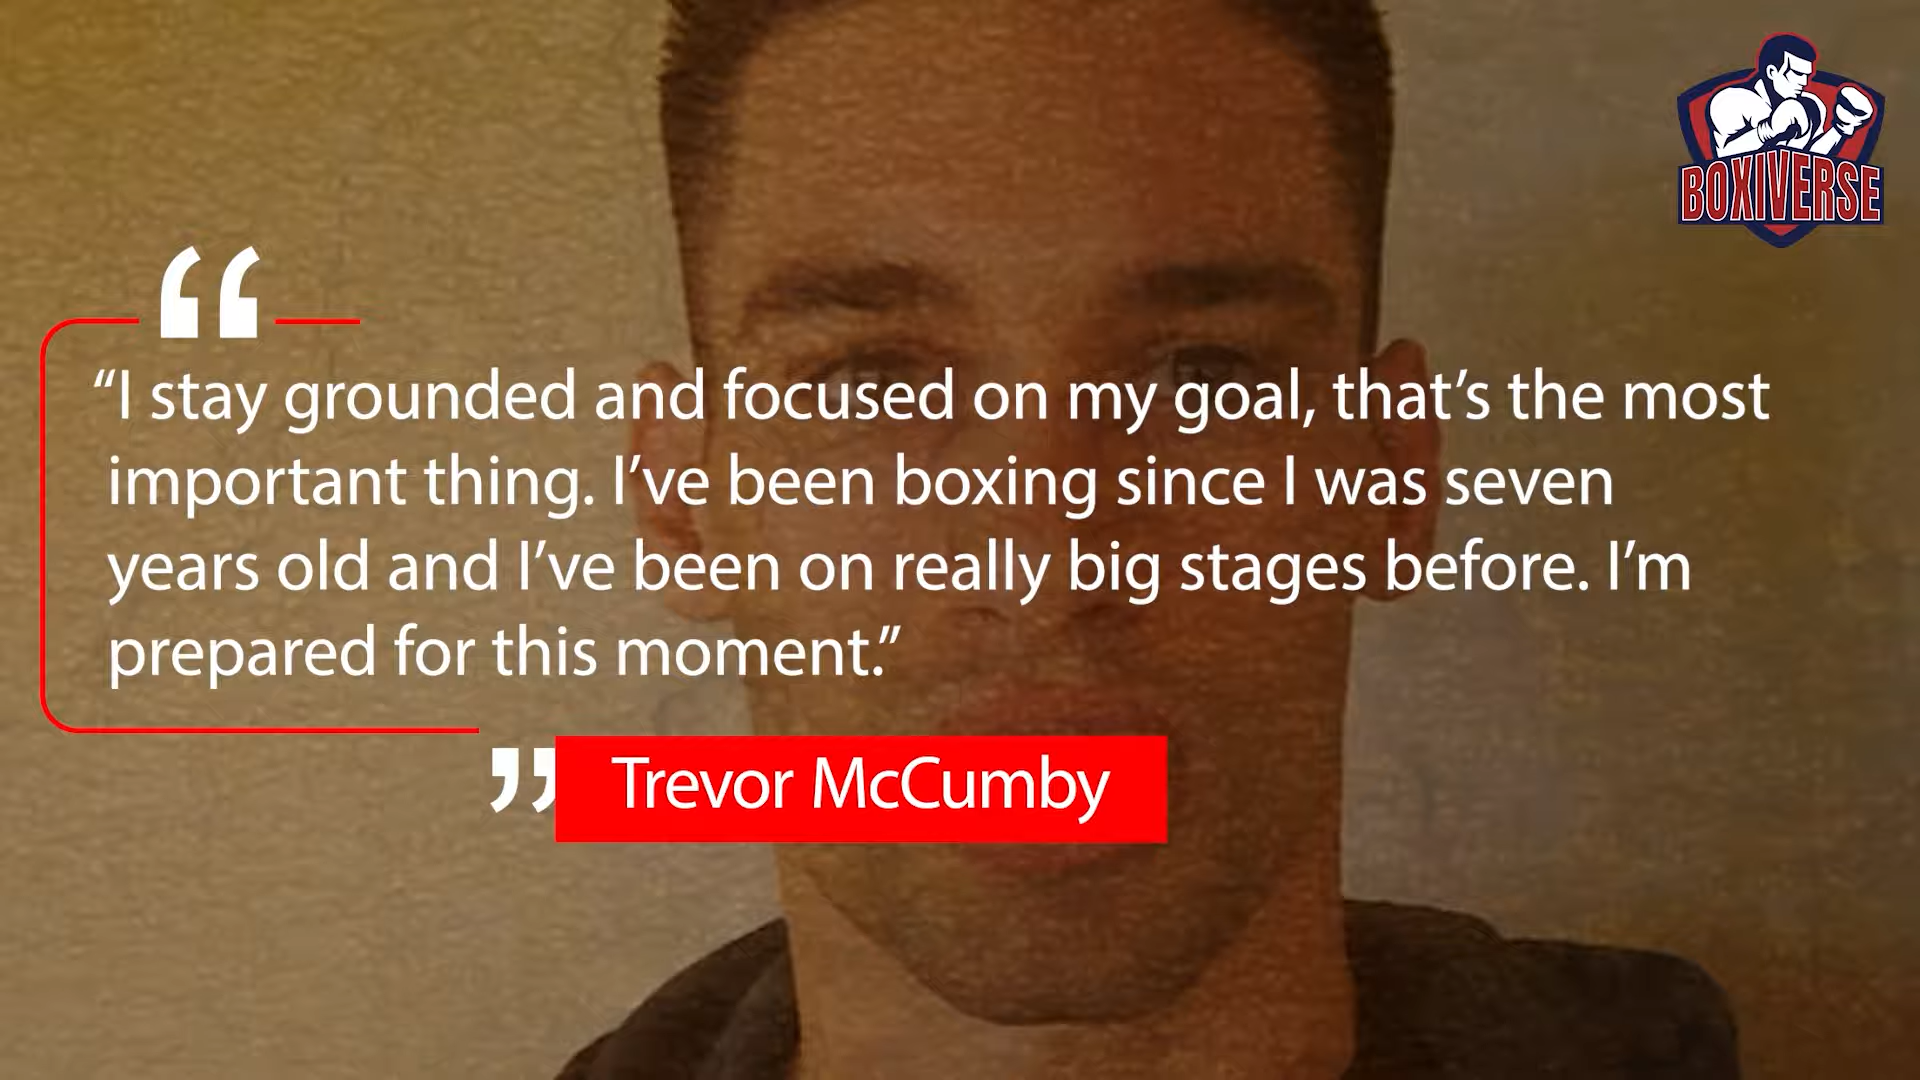 BOXIVERSE
“
“I stay grounded and focused on my goal, that’s the most
important thing. I’ve been boxing since I was seven
years old and I’ve been on really big stages before. I’m
prepared for this moment.”
”
Trevor McCumby